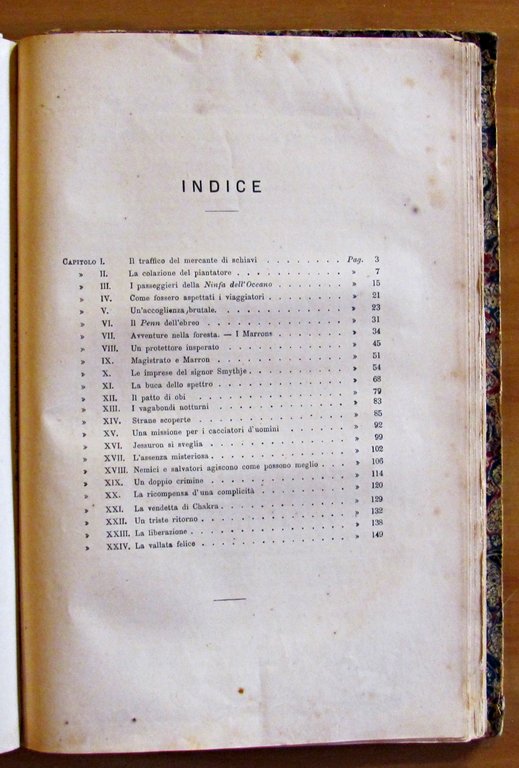 INDICE
CAPITOLO I. Il traffico del mercante di schiavi . . . . . . . . Pag. 3
» II. La colazione del piantatore . . . . . . . . . . . » 7
» III. I passeggieri della Ninfa dell'Oceano . . . . . . . . » 15
» IV. Come fossero aspettati i viaggiatori . . . . . . . . » 21
» V. Un'accoglienza brutale. . . . . . . . . . . . » 23
» VI. Il Penn dell'ebreo . . . . . . . . . . . . » 31
» VII. Avventure nella foresta. — I Marrons . . . . . . . . » 34
» VIII. Un protettore insperato . . . . . . . . . . . » 45
» IX. Magistrato e Marron . . . . . . . . . . . . » 51
» X. Le imprese del signor Smythje . . . . . . . . . . » 54
» XI. La buca dello spettro . . . . . . . . . . . . » 68
» XII. Il patto di obi . . . . . . . . . . . . . » 79
» XIII. I vagabondi notturni . . . . . . . . . . . . » 83
» XIV. Strane scoperte . . . . . . . . . . . . . » 85
» XV. Una missione per i cacciatori d'uomini . . . . . . . » 92
» XVI. Jessuron si sveglia . . . . . . . . . . . . » 99
» XVII. L'assenza misteriosa . . . . . . . . . . . . » 102
» XVIII. Nemici e salvatori agiscono come possono meglio . . . . . » 106
» XIX. Un doppio crimine . . . . . . . . . . . . » 114
» XX. La ricompensa d'una complicità . . . . . . . . . » 120
» XXI. La vendetta di Chakra . . . . . . . . . . . . » 129
» XXII. Un triste ritorno . . . . . . . . . . . . . » 132
» XXIII. La liberazione . . . . . . . . . . . . . » 138
» XXIV. La vallata felice . . . . . . . . . . . . . » 149